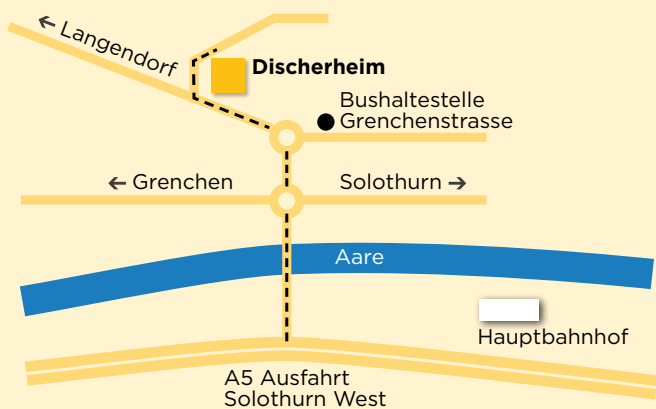 ← Langendorf
Discherheim
Bushaltestelle
Grenchenstrasse
← Grenchen
Solothurn →
Aare
Hauptbahnhof
A5 Ausfahrt
Solothurn West